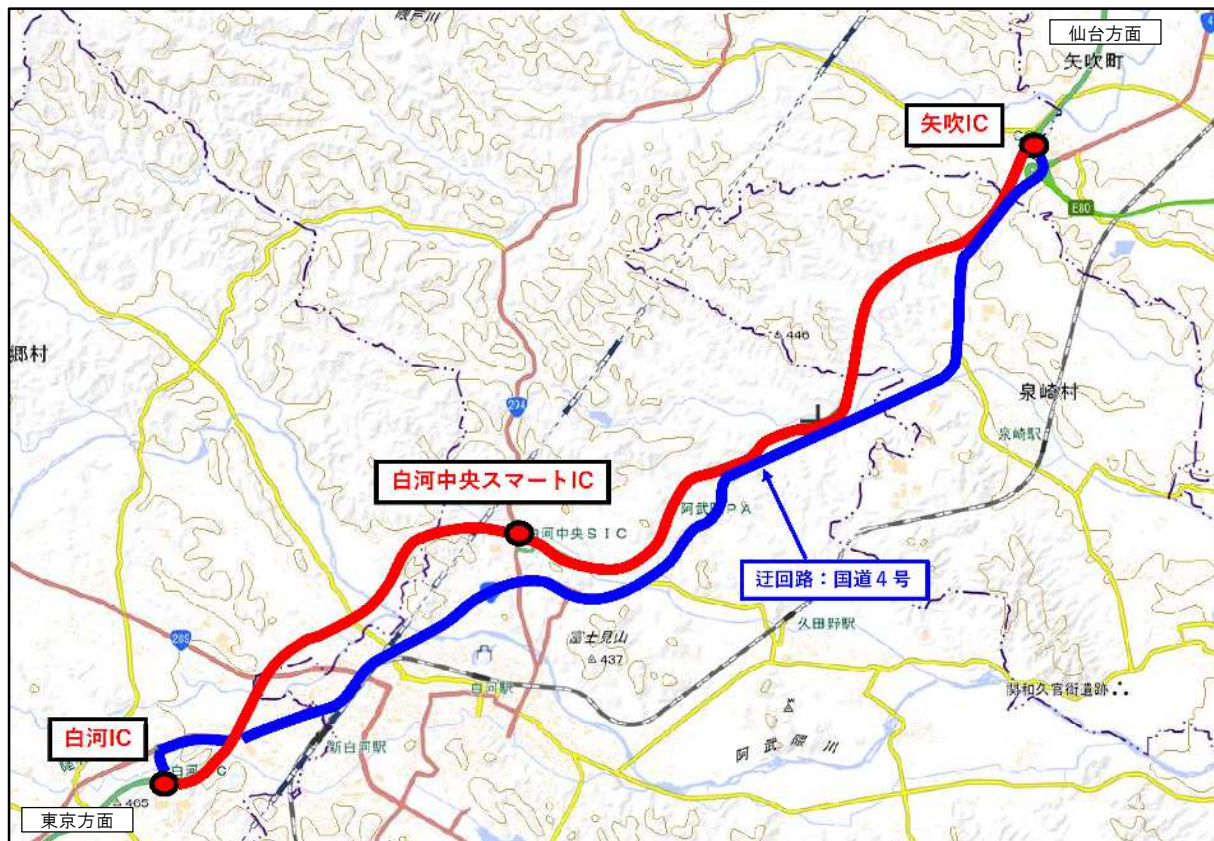 仙台方面
4
矢吹町
矢吹IC
E80
446
郷村
泉崎村
294
泉崎駅
白河中央スマートIC
河中央SIC
阿武
PA
迂回路：国道4号
富士見山
437
久田野駅
289
白河駅
関和久官衙遺跡
白河IC
新白河駅
阿武隈川
白河
C
465
東京方面